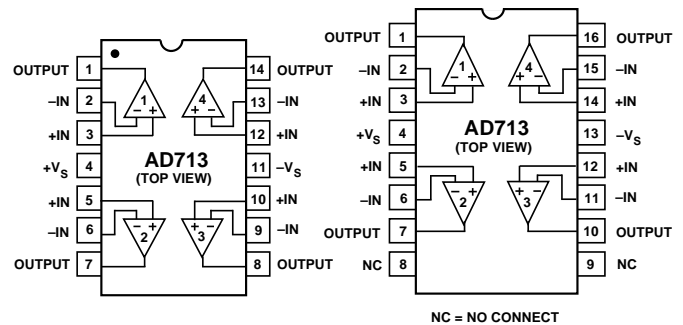 OUTPUT 1 14 OUTPUT
–IN 2 1 4 13 –IN
– + + –
+IN 3 12 +IN
AD713
+VS 4 (TOP VIEW) 11 –VS
+IN 5 10 +IN
– + + –
–IN 6 2 3 9 –IN
OUTPUT 7 8 OUTPUT
OUTPUT 1 16 OUTPUT
–IN 2 1 4 15 –IN
– + + –
+IN 3 14 +IN
+VS 4 AD713 13 –VS
(TOP VIEW)
+IN 5 12 +IN
– + + –
–IN 6 2 3 11 –IN
OUTPUT 7 10 OUTPUT
NC 8 9 NC
NC = NO CONNECT